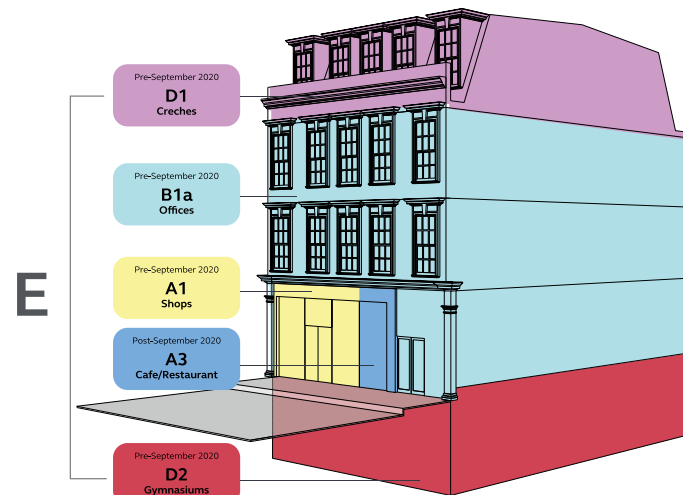 E
Pre-September 2020
D1
Creches
Pre-September 2020
B1a
Offices
Pre-September 2020
A1
Shops
Post-September 2020
A3
Cafe/Restaurant
Pre-September 2020
D2
Gymnasiums